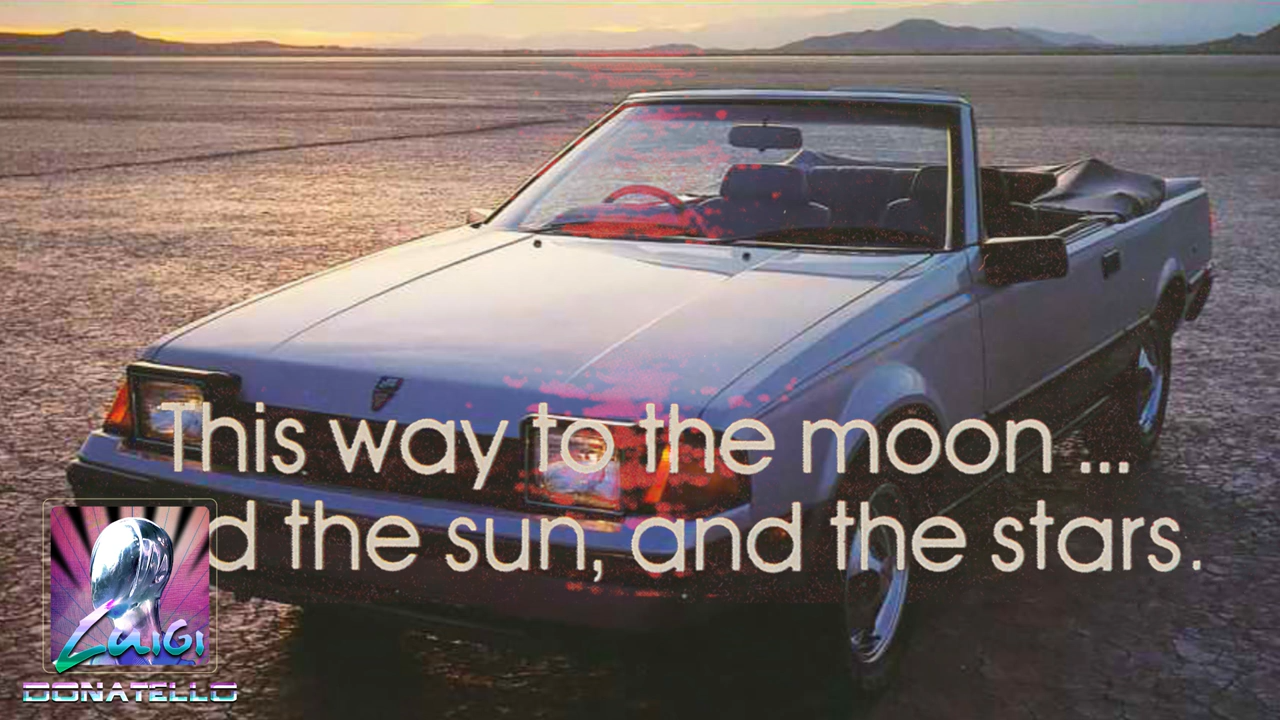 This way to the moon ...
d the sun, and the stars.
LuiGi
DONATELLO